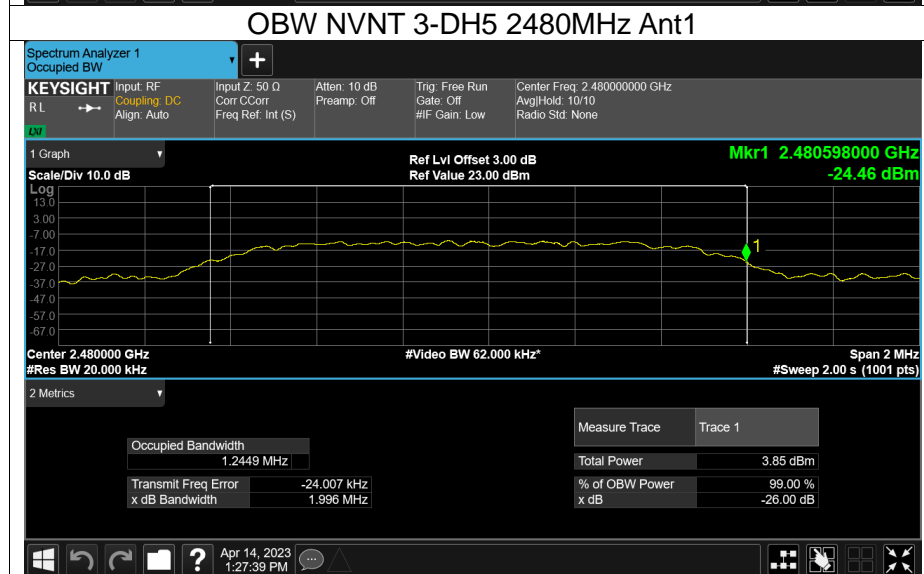 OBW NVNT 3-DH5 2480MHz Ant1
Spectrum Analyzer 1
Occupied BW
+
KEYSIGHT Input: RF Input Z: 50 Ω Atten: 10 dB Trig: Free Run Center Freq: 2.480000000 GHz
RL Coupling: DC Corr CCorr Preamp: Off Gate: Off Avg|Hold: 10/10
Align: Auto Freq Ref: Int (S) #IF Gain: Low Radio Std: None
LXI
1 Graph Ref Lvl Offset 3.00 dB Mkr1 2.480598000 GHz
Scale/Div 10.0 dB Ref Value 23.00 dBm -24.46 dBm
Log
13.0
3.00
-7.00
-17.0
-27.0
-37.0
-47.0
-57.0
-67.0
1
Center 2.480000 GHz #Video BW 62.000 kHz* Span 2 MHz
#Res BW 20.000 kHz #Sweep 2.00 s (1001 pts)
2 Metrics
Measure Trace Trace 1
Occupied Bandwidth
1.2449 MHz Total Power 3.85 dBm
Transmit Freq Error -24.007 kHz % of OBW Power 99.00 %
x dB Bandwidth 1.996 MHz x dB -26.00 dB
? Apr 14, 2023
1:27:39 PM